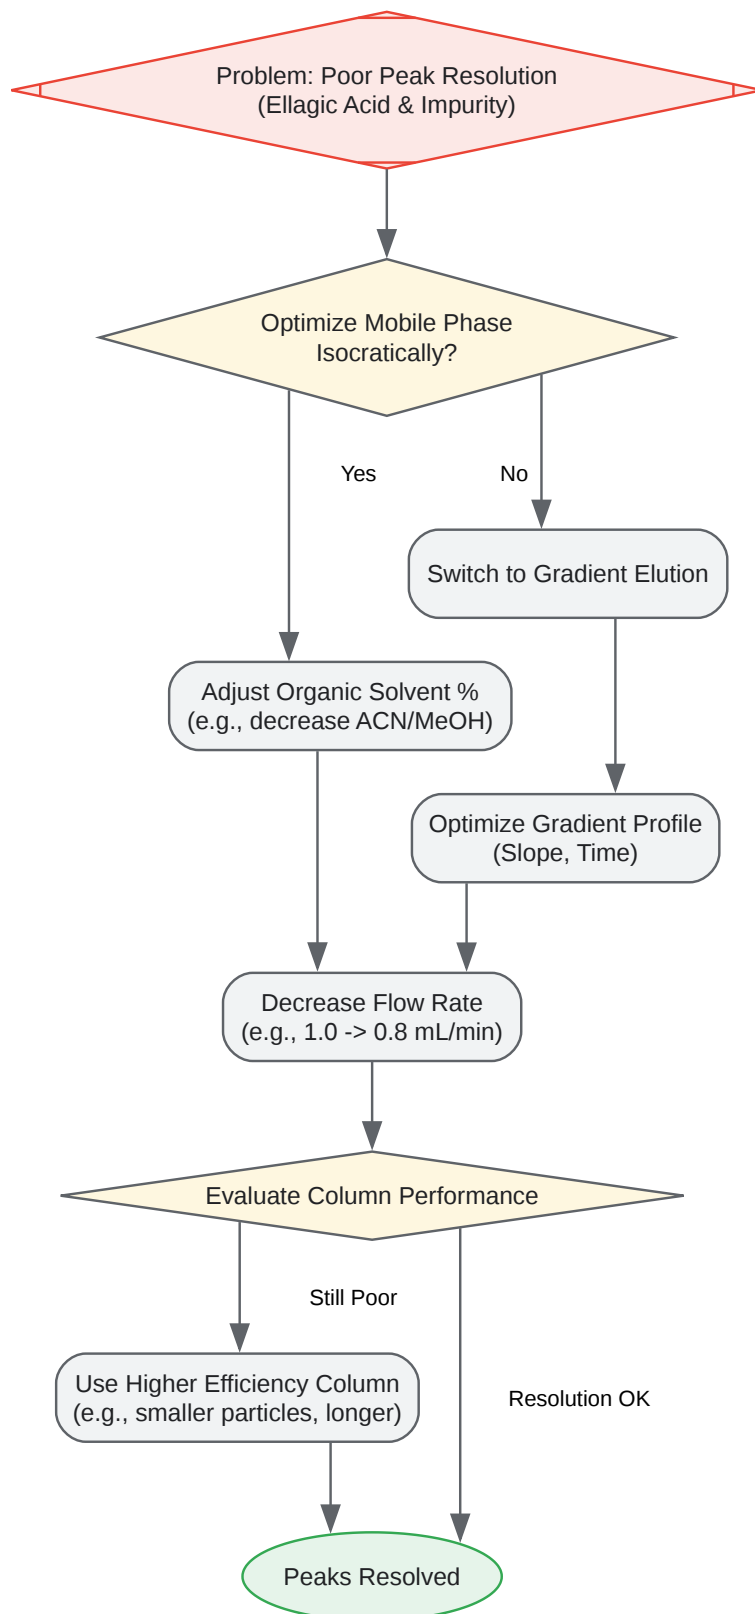 Problem: Poor Peak Resolution
(Ellagic Acid & Impurity)
Optimize Mobile Phase
Isocratically?
Yes
No
Switch to Gradient Elution
Adjust Organic Solvent %
(e.g., decrease ACN/MeOH)
Optimize Gradient Profile
(Slope, Time)
Decrease Flow Rate
(e.g., 1.0 -> 0.8 mL/min)
Evaluate Column Performance
Still Poor
Use Higher Efficiency Column
(e.g., smaller particles, longer)
Resolution OK
Peaks Resolved